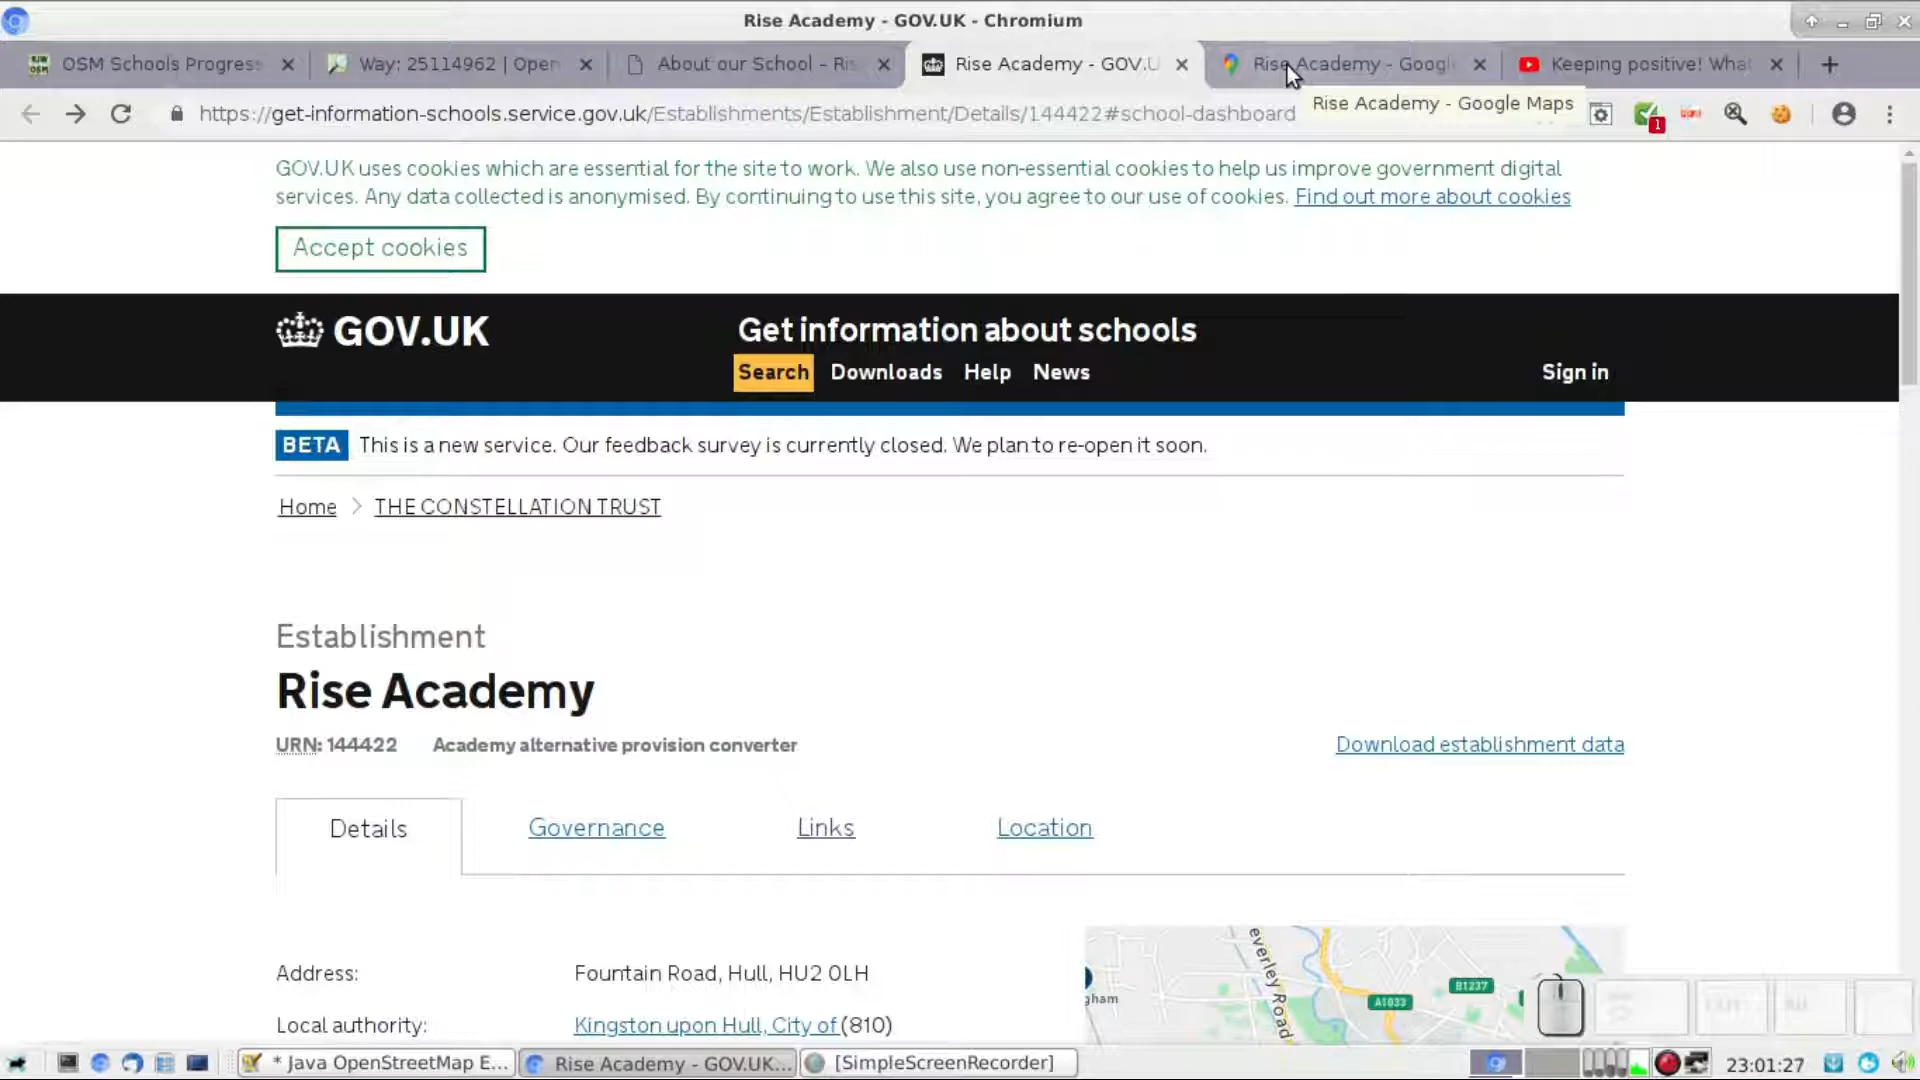 Rise Academy - GOV.UK - Chromium
OSM Schools Progress
Way: 25114962 | Open
About our School – Ris
Rise Academy - GOV.U
Rise Academy - Googl
Keeping positive! What
https://get-information-schools.service.gov.uk/Establishments/Establishment/Details/144422#school-dashboard
Rise Academy - Google Maps
1
GOV.UK uses cookies which are essential for the site to work. We also use non-essential cookies to help us improve government digital
services. Any data collected is anonymised. By continuing to use this site, you agree to our use of cookies. Find out more about cookies
Accept cookies
GOV.UK
Get information about schools
Search Downloads Help News
Sign in
BETA This is a new service. Our feedback survey is currently closed. We plan to re-open it soon.
Home > THE CONSTELLATION TRUST
Establishment
Rise Academy
URN: 144422 Academy alternative provision converter
Download establishment data
Details Governance Links Location
Address: Fountain Road, Hull, HU2 0LH
Local authority: Kingston upon Hull, City of (810)
everley Road
A1033
B1237
gham
* Java OpenStreetMap E...
Rise Academy - GOV.UK...
[SimpleScreenRecorder]
23:01:27